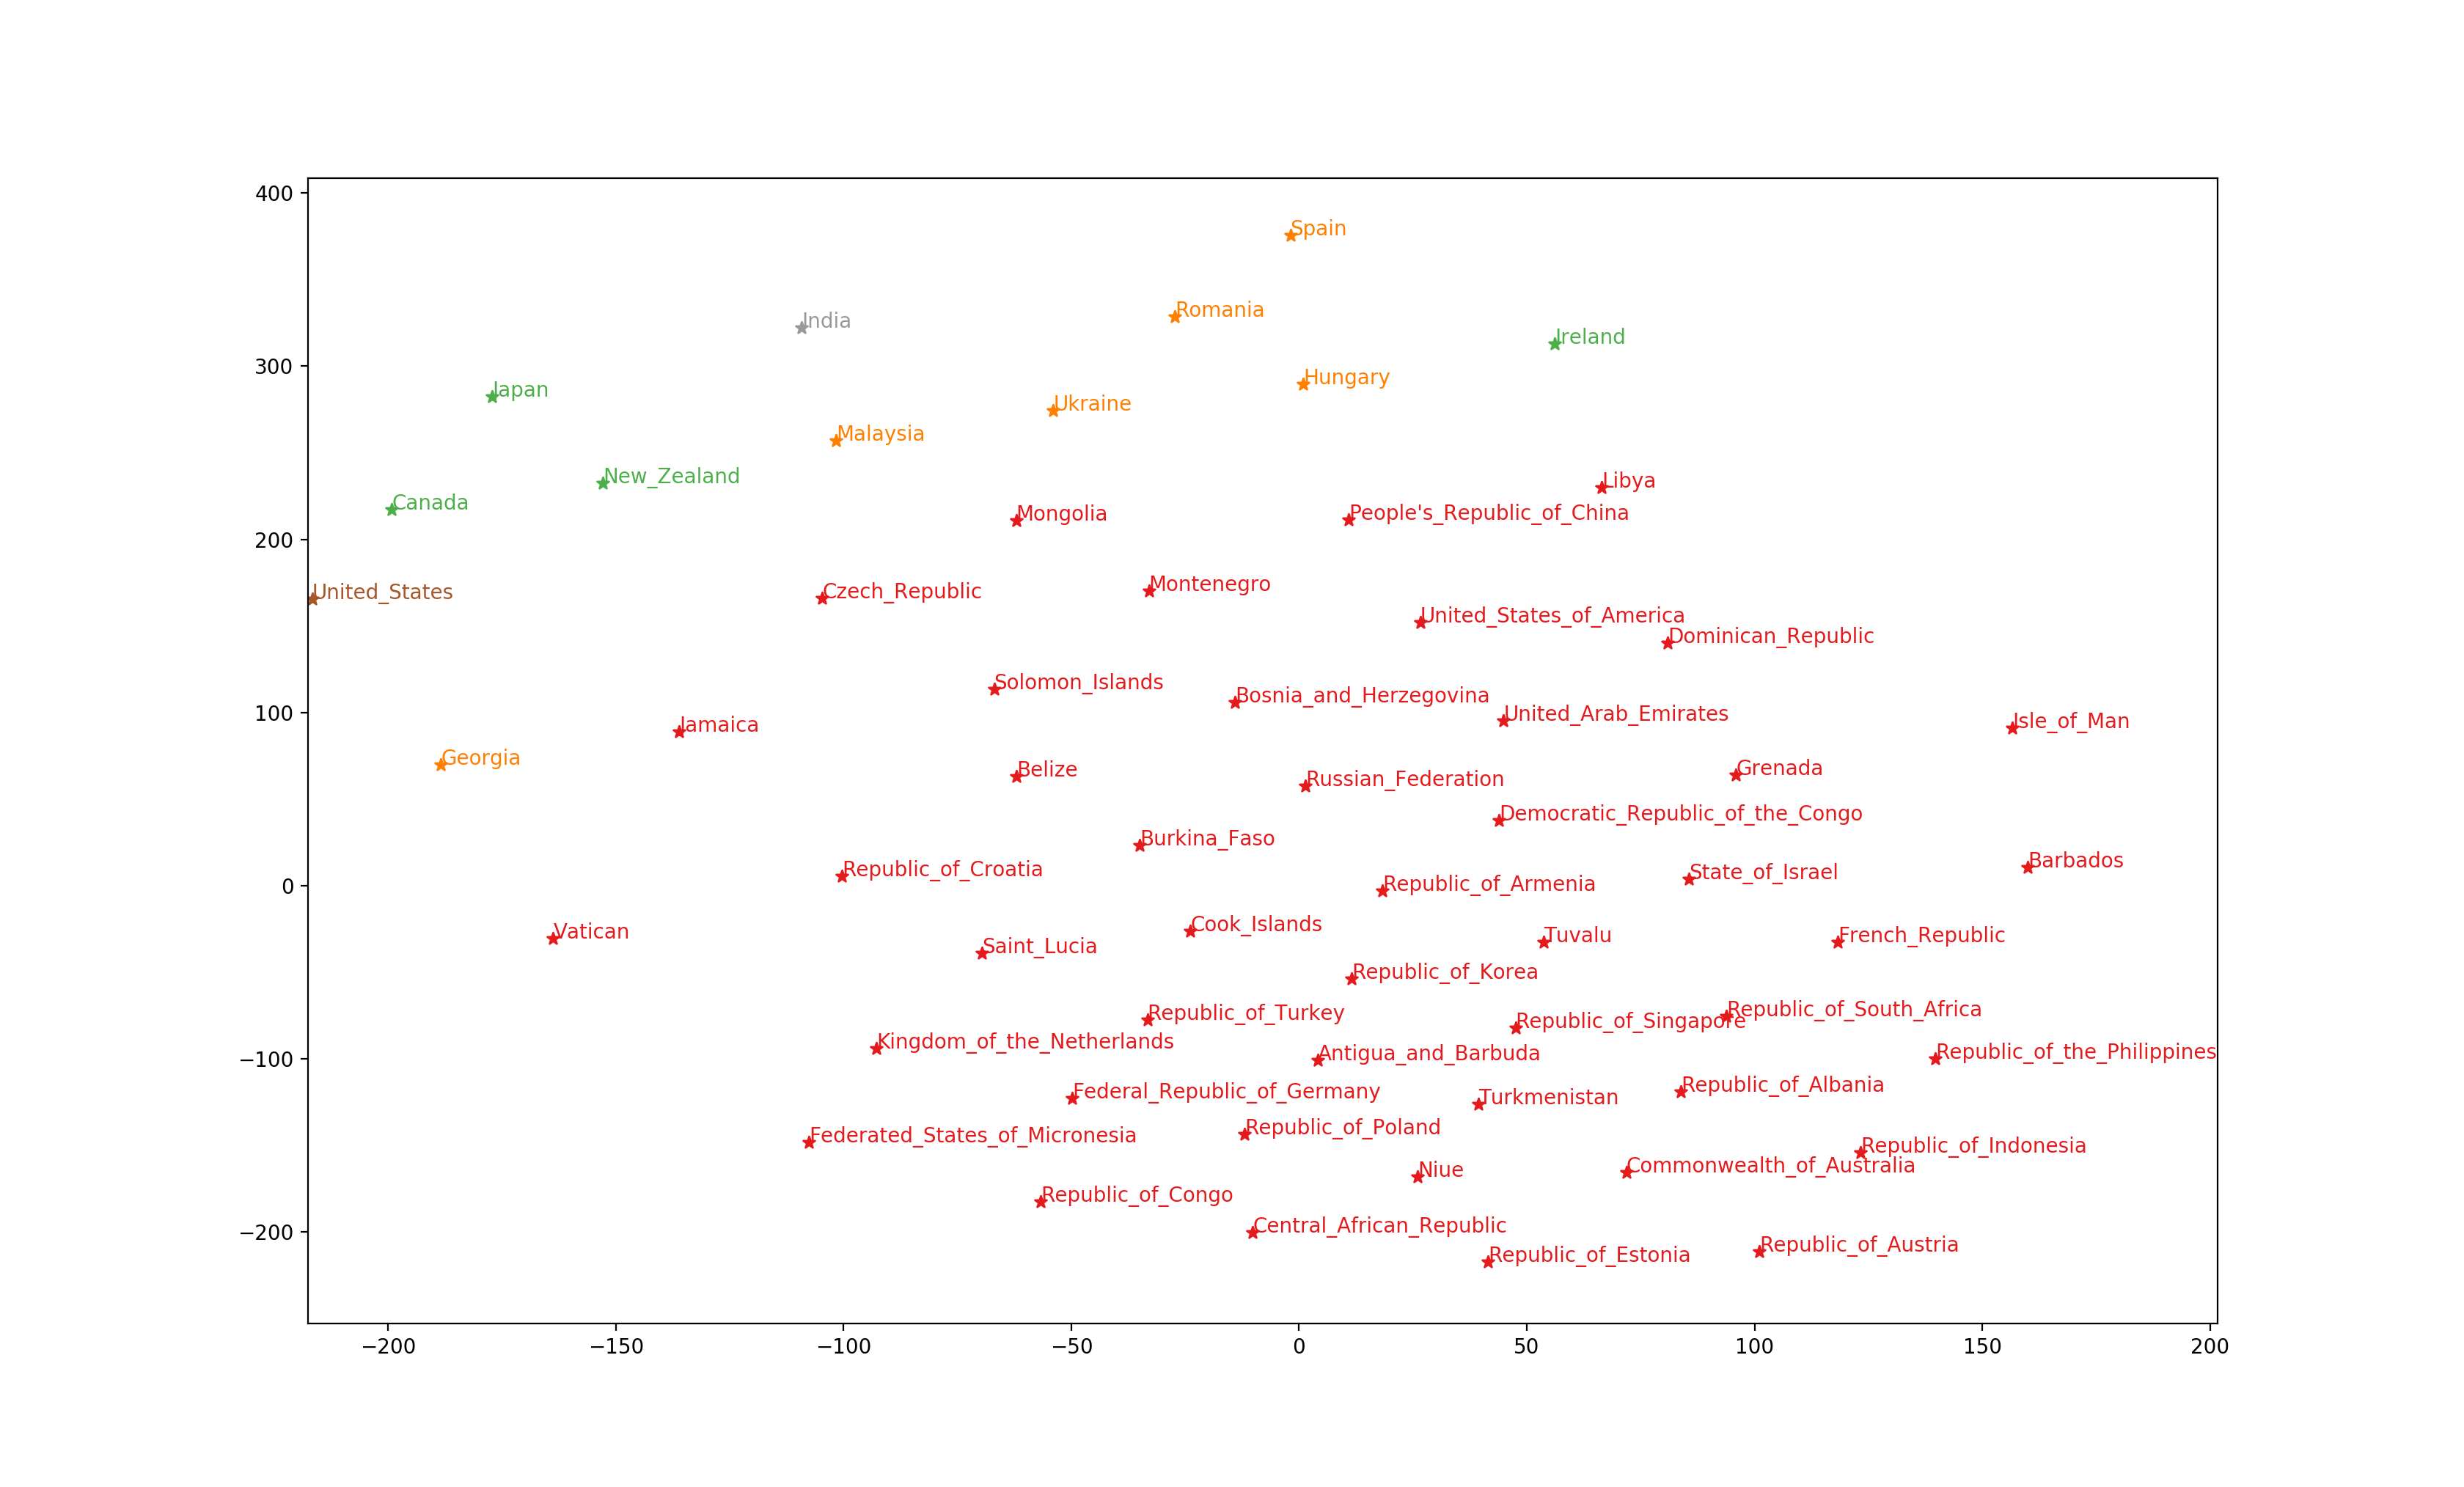 400
Spain
Romania
India
Ireland
300
Hungary
Japan
Ukraine
Malaysia
New_Zealand
Libya
Canada
Mongolia
People's_Republic_of_China
200
United_States
Czech_Republic
Montenegro
United_States_of_America
Dominican_Republic
Solomon_Islands
Bosnia_and_Herzegovina
100
United_Arab_Emirates
Isle_of_Man
Jamaica
Georgia
Belize
Grenada
Russian_Federation
Democratic_Republic_of_the_Congo
Burkina_Faso
Barbados
Republic_of_Croatia
State_of_Israel
0
Republic_of_Armenia
Cook_Islands
Vatican
Tuvalu
French_Republic
Saint_Lucia
Republic_of_Korea
Republic_of_Turkey
Republic_of_Singapore
Republic_of_South_Africa
Kingdom_of_the_Netherlands
−100
Antigua_and_Barbuda
Republic_of_the_Philippines
Federal_Republic_of_Germany
Turkmenistan
Republic_of_Albania
Federated_States_of_Micronesia
Republic_of_Poland
Republic_of_Indonesia
Niue
Commonwealth_of_Australia
Republic_of_Congo
−200
Central_African_Republic
Republic_of_Estonia
Republic_of_Austria
−200 −150 −100 −50 0 50 100 150 200